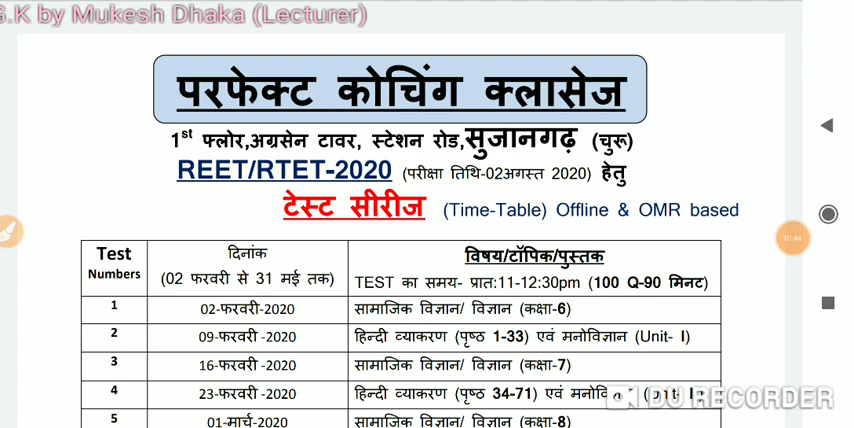 G.K by Mukesh Dhaka (Lecturer)
परफेक्ट कोचिंग क्लासेज
1st फ्लोर,अग्रसेन टावर, स्टेशन रोड,सुजानगढ़ (चुरू)
REET/RTET-2020 (परीक्षा तिथि-02अगस्त 2020) हेतु
टेस्ट सीरीज (Time-Table) Offline & OMR based
Test Numbers दिनांक (02 फरवरी से 31 मई तक) विषय/टॉपिक/पुस्तक
TEST का समय- प्रात:11-12:30pm (100 Q-90 मिनट)
1 02-फरवरी-2020 सामाजिक विज्ञान/ विज्ञान (कक्षा-6)
2 09-फरवरी-2020 हिन्दी व्याकरण (पृष्ठ 1-33) एवं मनोविज्ञान (Unit- I)
3 16-फरवरी-2020 सामाजिक विज्ञान/ विज्ञान (कक्षा-7)
4 23-फरवरी-2020 हिन्दी व्याकरण (पृष्ठ 34-71) एवं
5 01-मार्च-2020 सामाजिक विज्ञान/ विज्ञान (कक्षा-8)
01:44
DU RECORDER